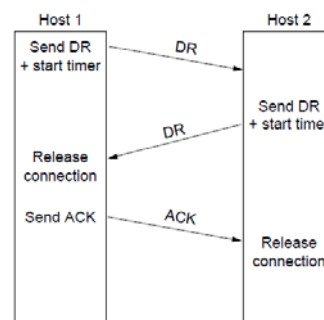 Host 1
Host 2
Send DR
+ start timer
DR
Send DR
+ start time
DR
Release
connection
Send ACK
ACK
Release
connection